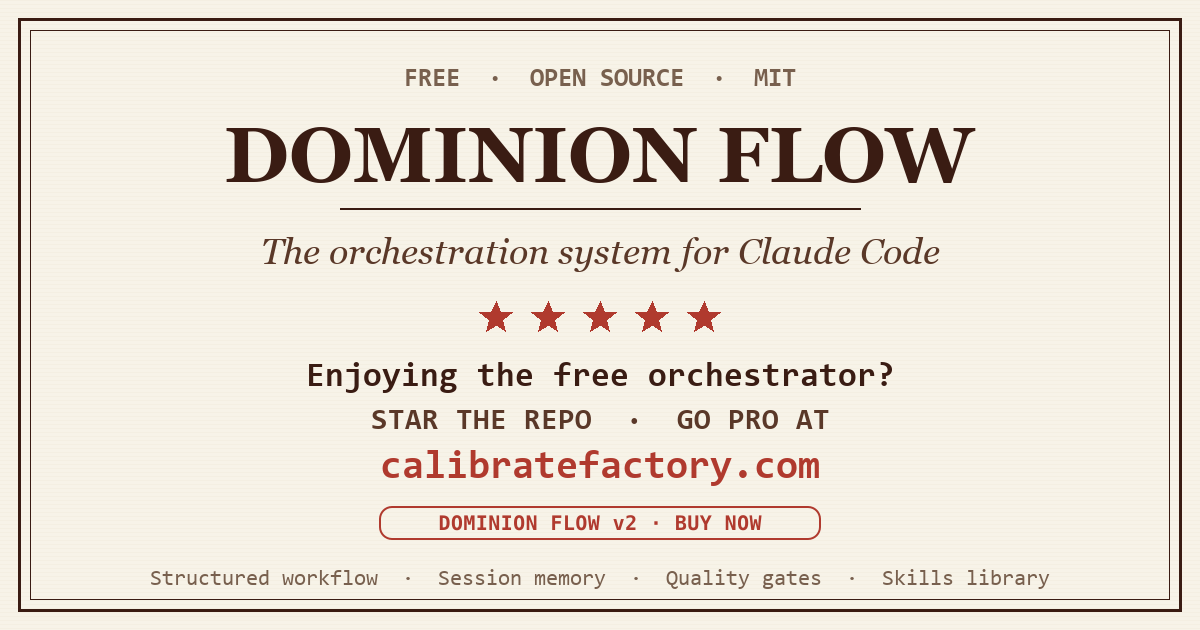 FREE · OPEN SOURCE · MIT
DOMINION FLOW
The orchestration system for Claude Code
Enjoying the free orchestrator?
STAR THE REPO · GO PRO AT
calibratefactory.com
DOMINION FLOW v2 · BUY NOW
Structured workflow · Session memory · Quality gates · Skills library